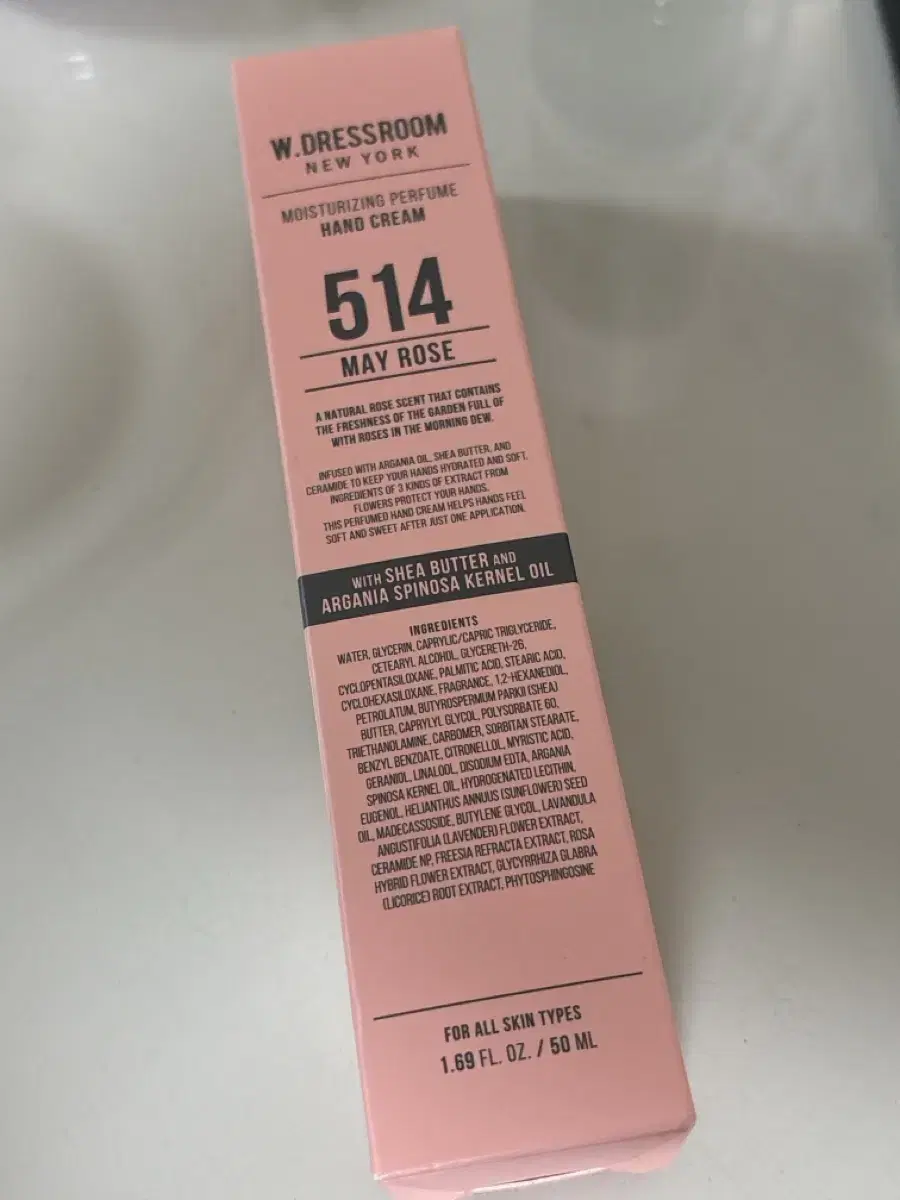 W.DRESSROOM
NEW YORK
MOISTURIZING PERFUME
HAND CREAM
514
MAY ROSE
A NATURAL ROSE SCENT THAT CONTAINS
THE FRESHNESS OF THE GARDEN FULL OF
WITH ROSES IN THE MORNING DEW.
INFUSED WITH ARGANIA OIL, SHEA BUTTER, AND
CERAMIDE TO KEEP YOUR HANDS HYDRATED AND SOFT.
INGREDIENTS OF 3 KINDS OF EXTRACT FROM
FLOWERS PROTECT YOUR HANDS.
THIS PERFUMED HAND CREAM HELPS HANDS FEEL
SOFT AND SWEET AFTER JUST ONE APPLICATION.
WITH SHEA BUTTER AND
ARGANIA SPINOSA KERNEL OIL
INGREDIENTS
WATER, GLYCERIN, CAPRYLIC/CAPRIC TRIGLYCERIDE,
CETEARYL ALCOHOL, GLYCERETH-26,
CYCLOPENTASILOXANE, PALMITIC ACID, STEARIC ACID,
CYCLOHEXASILOXANE, FRAGRANCE, 1,2-HEXANEDIOL,
PETROLATUM, BUTYROSPERMUM PARKII (SHEA)
BUTTER, CAPRYLYL GLYCOL, POLYSORBATE 60,
TRIETHANOLAMINE, CARBOMER, SORBITAN STEARATE,
BENZYL BENZOATE, CITRONELLOL, MYRISTIC ACID,
GERANIOL, LINALOOL, DISODIUM EDTA, ARGANIA
SPINOSA KERNEL OIL, HYDROGENATED LECITHIN,
EUGENOL, HELIANTHUS ANNUUS (SUNFLOWER) SEED
OIL, MADECASSOSIDE, BUTYLENE GLYCOL, LAVANDULA
ANGUSTIFOLIA (LAVENDER) FLOWER EXTRACT,
CERAMIDE NP, FREESIA REFRACTA EXTRACT, ROSA
HYBRID FLOWER EXTRACT, GLYCYRRHIZA GLABRA
(LICORICE) ROOT EXTRACT, PHYTOSPHINGOSINE
FOR ALL SKIN TYPES
1.69 FL. OZ. / 50 ML